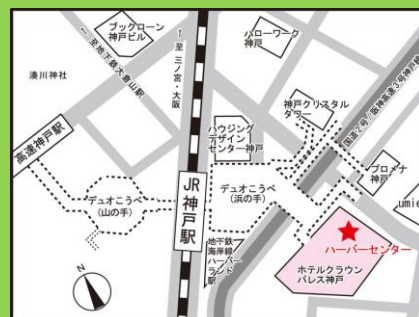 ブックローン
神戸ビル
ハローワーク
神戸
↑至 三ノ宮・大阪
←至地下鉄大倉山駅
湊川神社
国道2号/阪神高速3号神戸線
神戸クリスタル
タワー
高速神戸駅
ハウジング
デザイン
センター神戸
プロメナ
神戸
デュオこうべ
(山の手)
JR神戸駅
デュオこうべ
(浜の手)
umie
ハーバーセンター
地下鉄
海岸線
ハーバー
ランド
駅
ホテルクラウン
パレス神戸
N